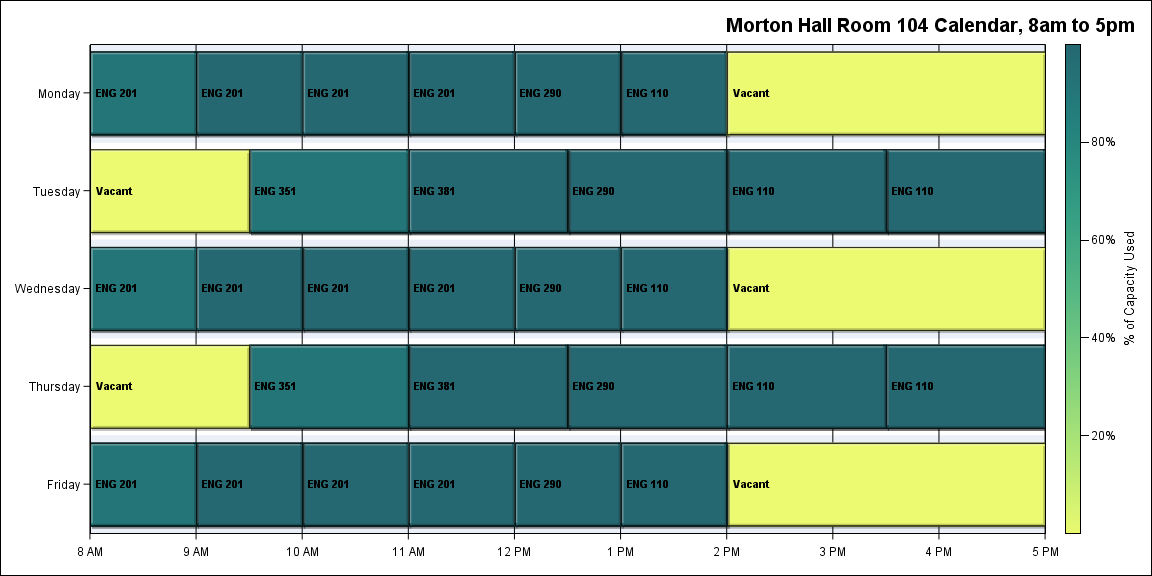 Morton Hall Room 104 Calendar, 8am to 5pm
Monday
ENG 201
ENG 201
ENG 201
ENG 201
ENG 290
ENG 110
Vacant
Tuesday
Vacant
ENG 351
ENG 381
ENG 290
ENG 110
ENG 110
Wednesday
ENG 201
ENG 201
ENG 201
ENG 201
ENG 290
ENG 110
Vacant
Thursday
Vacant
ENG 351
ENG 381
ENG 290
ENG 110
ENG 110
Friday
ENG 201
ENG 201
ENG 201
ENG 201
ENG 290
ENG 110
Vacant
8 AM
9 AM
10 AM
11 AM
12 PM
1 PM
2 PM
3 PM
4 PM
5 PM
80%
60%
40%
20%
% of Capacity Used